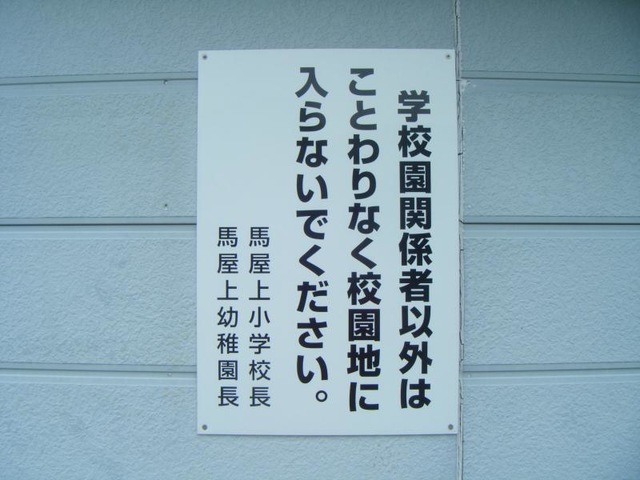 学校園関係者以外は
ことわりなく校園地に
入らないでください。
馬屋上小学校長
馬屋上幼稚園長